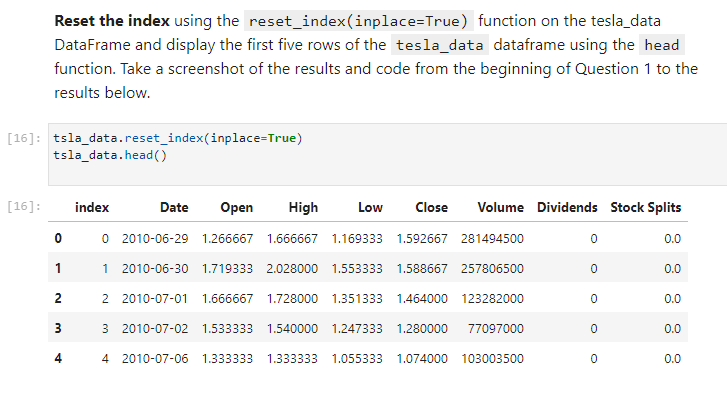 Reset the index using the reset_index(inplace=True) function on the tesla_data
DataFrame and display the first five rows of the tesla_data dataframe using the head
function. Take a screenshot of the results and code from the beginning of Question 1 to the
results below.
[16]: tsla_data.reset_index(inplace=True)
tsla_data.head()
[16]: index Date Open High Low Close Volume Dividends Stock Splits
0 0 2010-06-29 1.266667 1.666667 1.169333 1.592667 281494500 0 0.0
1 1 2010-06-30 1.719333 2.028000 1.553333 1.588667 257806500 0 0.0
2 2 2010-07-01 1.666667 1.728000 1.351333 1.464000 123282000 0 0.0
3 3 2010-07-02 1.533333 1.540000 1.247333 1.280000 77097000 0 0.0
4 4 2010-07-06 1.333333 1.333333 1.055333 1.074000 103003500 0 0.0